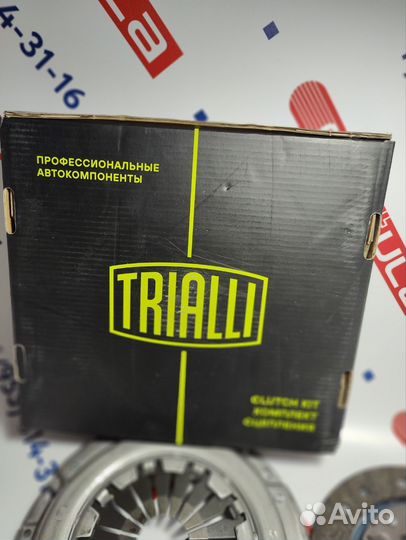 4-31-16
ПРОФЕССИОНАЛЬНЫЕ
АВТОКОМПОНЕНТЫ
TRIALLI
CLUTCH KIT
КОМПЛЕКТ
СЦЕПЛЕНИЯ
Avito